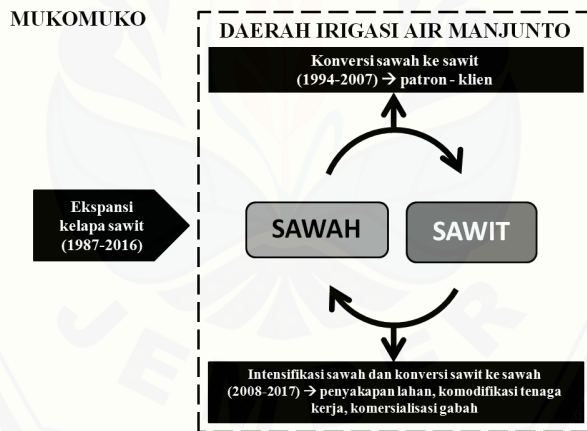 MUKOMUKO
DAERAH IRIGASI AIR MANJUNTO
Konversi sawah ke sawit
(1994-2007) → patron - klien
Ekspansi
kelapa sawit
(1987-2016)
SAWAH
SAWIT
Intensifikasi sawah dan konversi sawit ke sawah
(2008-2017) → penyakapan lahan, komodifikasi tenaga
kerja, komersialisasi gabah
JEMBER